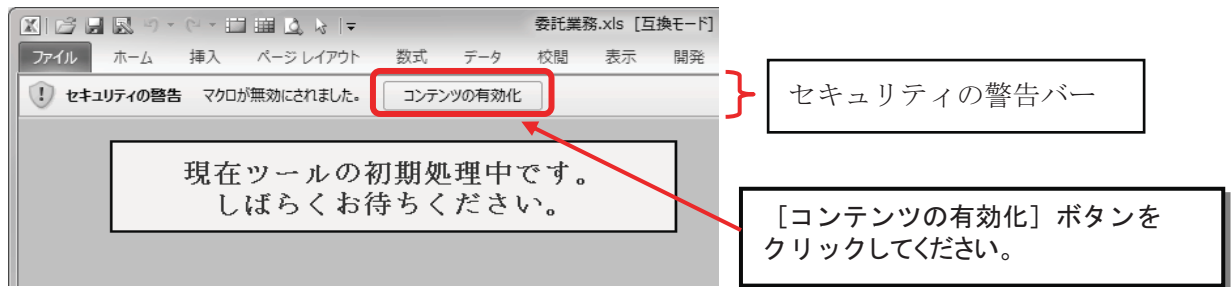 委託業務.xls [互換モード]
ファイル ホーム 挿入 ページ レイアウト 数式 データ 校閲 表示 開発
セキュリティの警告 マクロが無効にされました。 コンテンツの有効化
セキュリティの警告バー
現在ツールの初期処理中です。
しばらくお待ちください。
［コンテンツの有効化］ボタンを
クリックしてください。